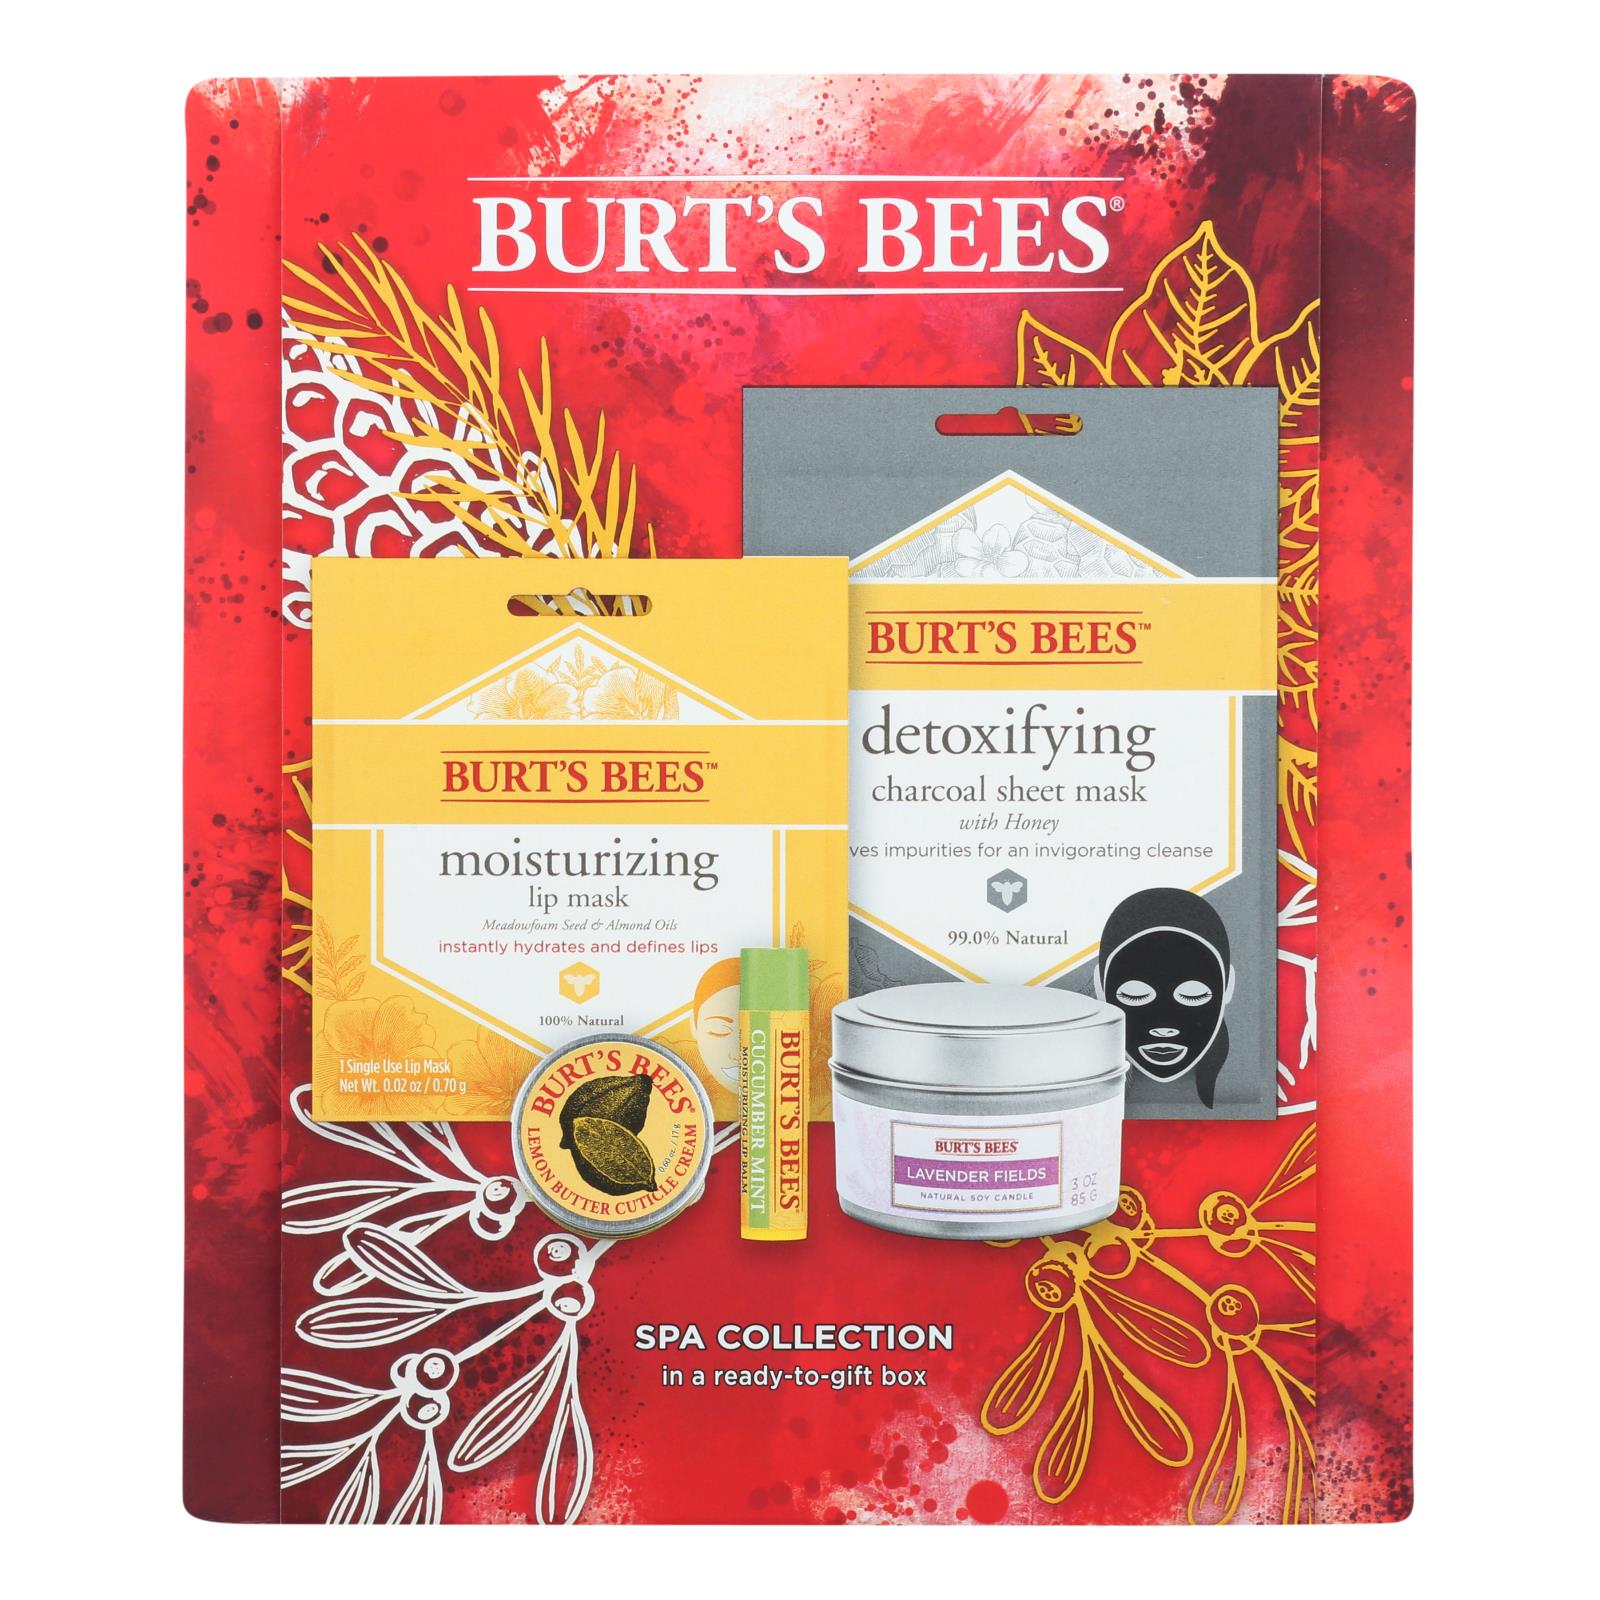 BURT'S BEES®
BURT'S BEES™
detoxifying
charcoal sheet mask
with Honey
ves impurities for an invigorating cleanse
99.0% Natural
BURT'S BEES™
moisturizing
lip mask
Meadowfoam Seed & Almond Oils
instantly hydrates and defines lips
100% Natural
1 Single Use Lip Mask
Net Wt. 0.02 oz / 0.70 g
BURT'S BEES®
LEMON BUTTER CUTICLE CREAM
0.60 oz / 17 g
BURT'S BEES
CUCUMBER MINT
MOISTURIZING LIP BALM
BURT'S BEES
LAVENDER FIELDS
NATURAL SOY CANDLE
3 OZ
85 G
SPA COLLECTION
in a ready-to-gift box